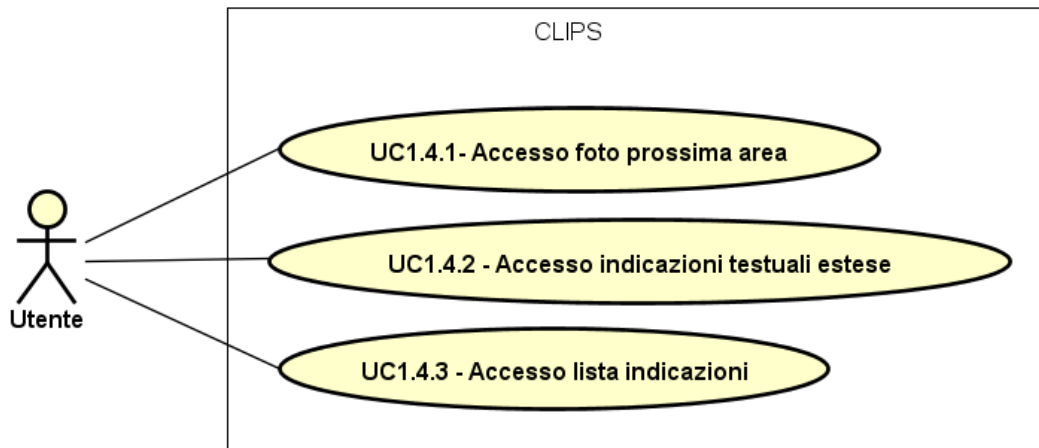 CLIPS
UC1.4.1- Accesso foto prossima area
UC1.4.2 - Accesso indicazioni testuali estese
Utente
UC1.4.3 - Accesso lista indicazioni